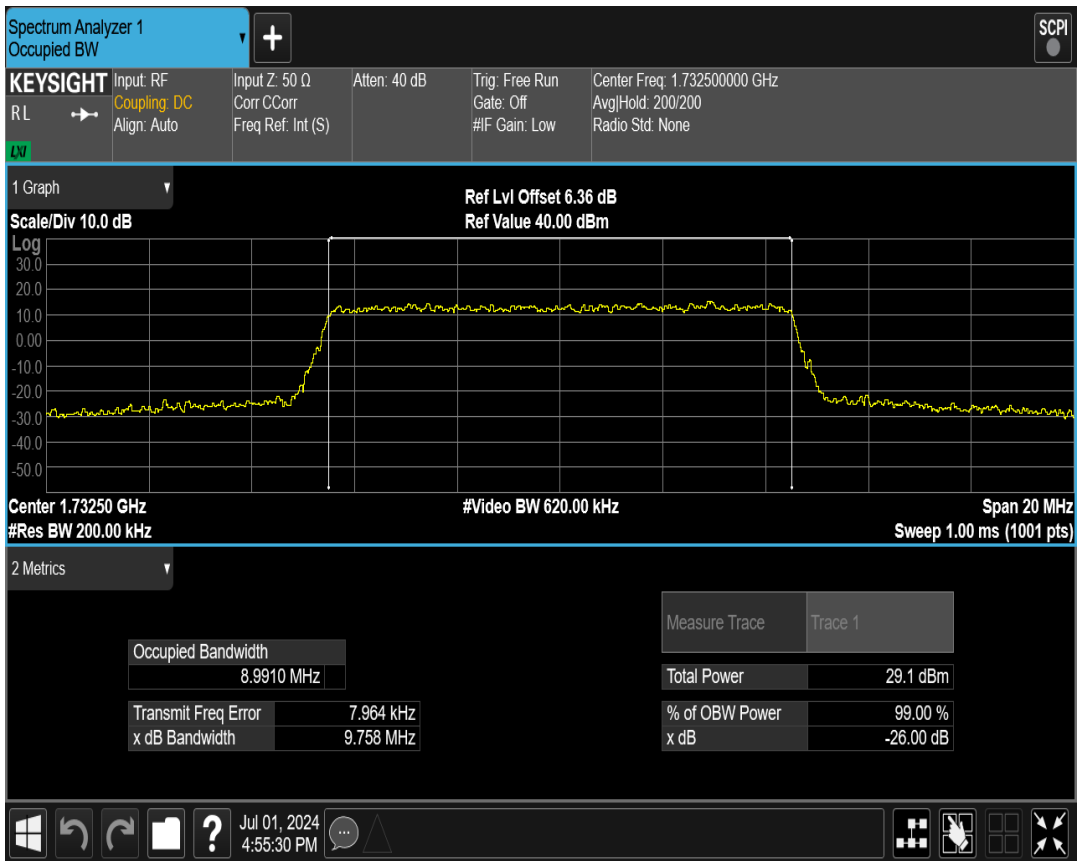 Spectrum Analyzer 1
Occupied BW
+
SCPI
KEYSIGHT
R L
LXI
Input: RF
Coupling: DC
Align: Auto
Input Z: 50 Ω
Corr CCorr
Freq Ref: Int (S)
Atten: 40 dB
Trig: Free Run
Gate: Off
#IF Gain: Low
Center Freq: 1.732500000 GHz
Avg|Hold: 200/200
Radio Std: None
1 Graph
Scale/Div 10.0 dB
Ref Lvl Offset 6.36 dB
Ref Value 40.00 dBm
Log
30.0
20.0
10.0
0.00
-10.0
-20.0
-30.0
-40.0
-50.0
Center 1.73250 GHz
#Video BW 620.00 kHz
Span 20 MHz
#Res BW 200.00 kHz
Sweep 1.00 ms (1001 pts)
2 Metrics
Measure Trace Trace 1
Occupied Bandwidth
8.9910 MHz
Total Power 29.1 dBm
Transmit Freq Error 7.964 kHz
% of OBW Power 99.00 %
x dB Bandwidth 9.758 MHz
x dB -26.00 dB
?
Jul 01, 2024
4:55:30 PM